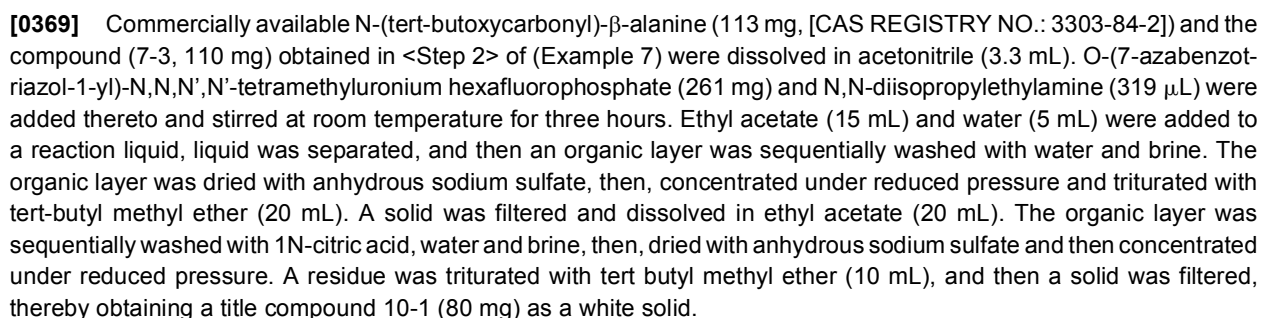 [0369] Commercially available N-(tert-butoxycarbonyl)-β-alanine (113 mg, [CAS REGISTRY NO.: 3303-84-2]) and the
compound (7-3, 110 mg) obtained in <Step 2> of (Example 7) were dissolved in acetonitrile (3.3 mL). O-(7-azabenzot-
riazol-1-yl)-N,N,N',N'-tetramethyluronium hexafluorophosphate (261 mg) and N,N-diisopropylethylamine (319 μL) were
added thereto and stirred at room temperature for three hours. Ethyl acetate (15 mL) and water (5 mL) were added to
a reaction liquid, liquid was separated, and then an organic layer was sequentially washed with water and brine. The
organic layer was dried with anhydrous sodium sulfate, then, concentrated under reduced pressure and triturated with
tert-butyl methyl ether (20 mL). A solid was filtered and dissolved in ethyl acetate (20 mL). The organic layer was
sequentially washed with 1N-citric acid, water and brine, then, dried with anhydrous sodium sulfate and then concentrated
under reduced pressure. A residue was triturated with tert butyl methyl ether (10 mL), and then a solid was filtered,
thereby obtaining a title compound 10-1 (80 mg) as a white solid.